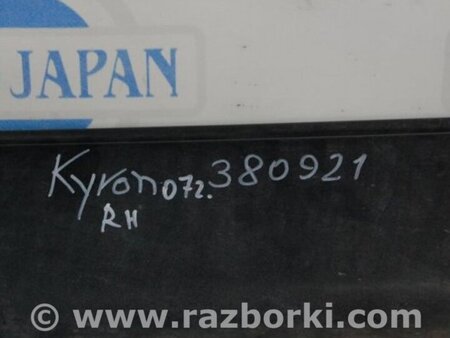 JAPAN
Kyron 07г. 380921
RH
© www.razborki.com